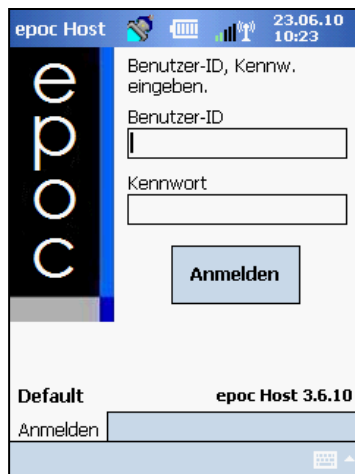 epoc Host
23.06.10
10:23
epoc
Benutzer-ID, Kennw.
eingeben.
Benutzer-ID
Kennwort
Anmelden
Default
epoc Host 3.6.10
Anmelden